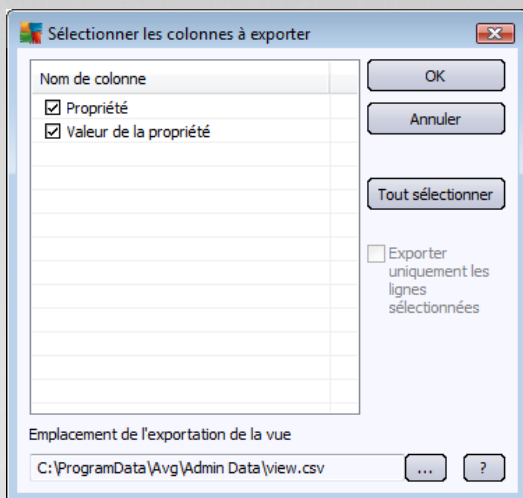 Sélectionner les colonnes à exporter
Nom de colonne
Propriété
Valeur de la propriété
OK
Annuler
Tout sélectionner
Exporter
uniquement les
lignes
sélectionnées
Emplacement de l'exportation de la vue
C:\ProgramData\Avg\Admin Data\view.csv
...
?